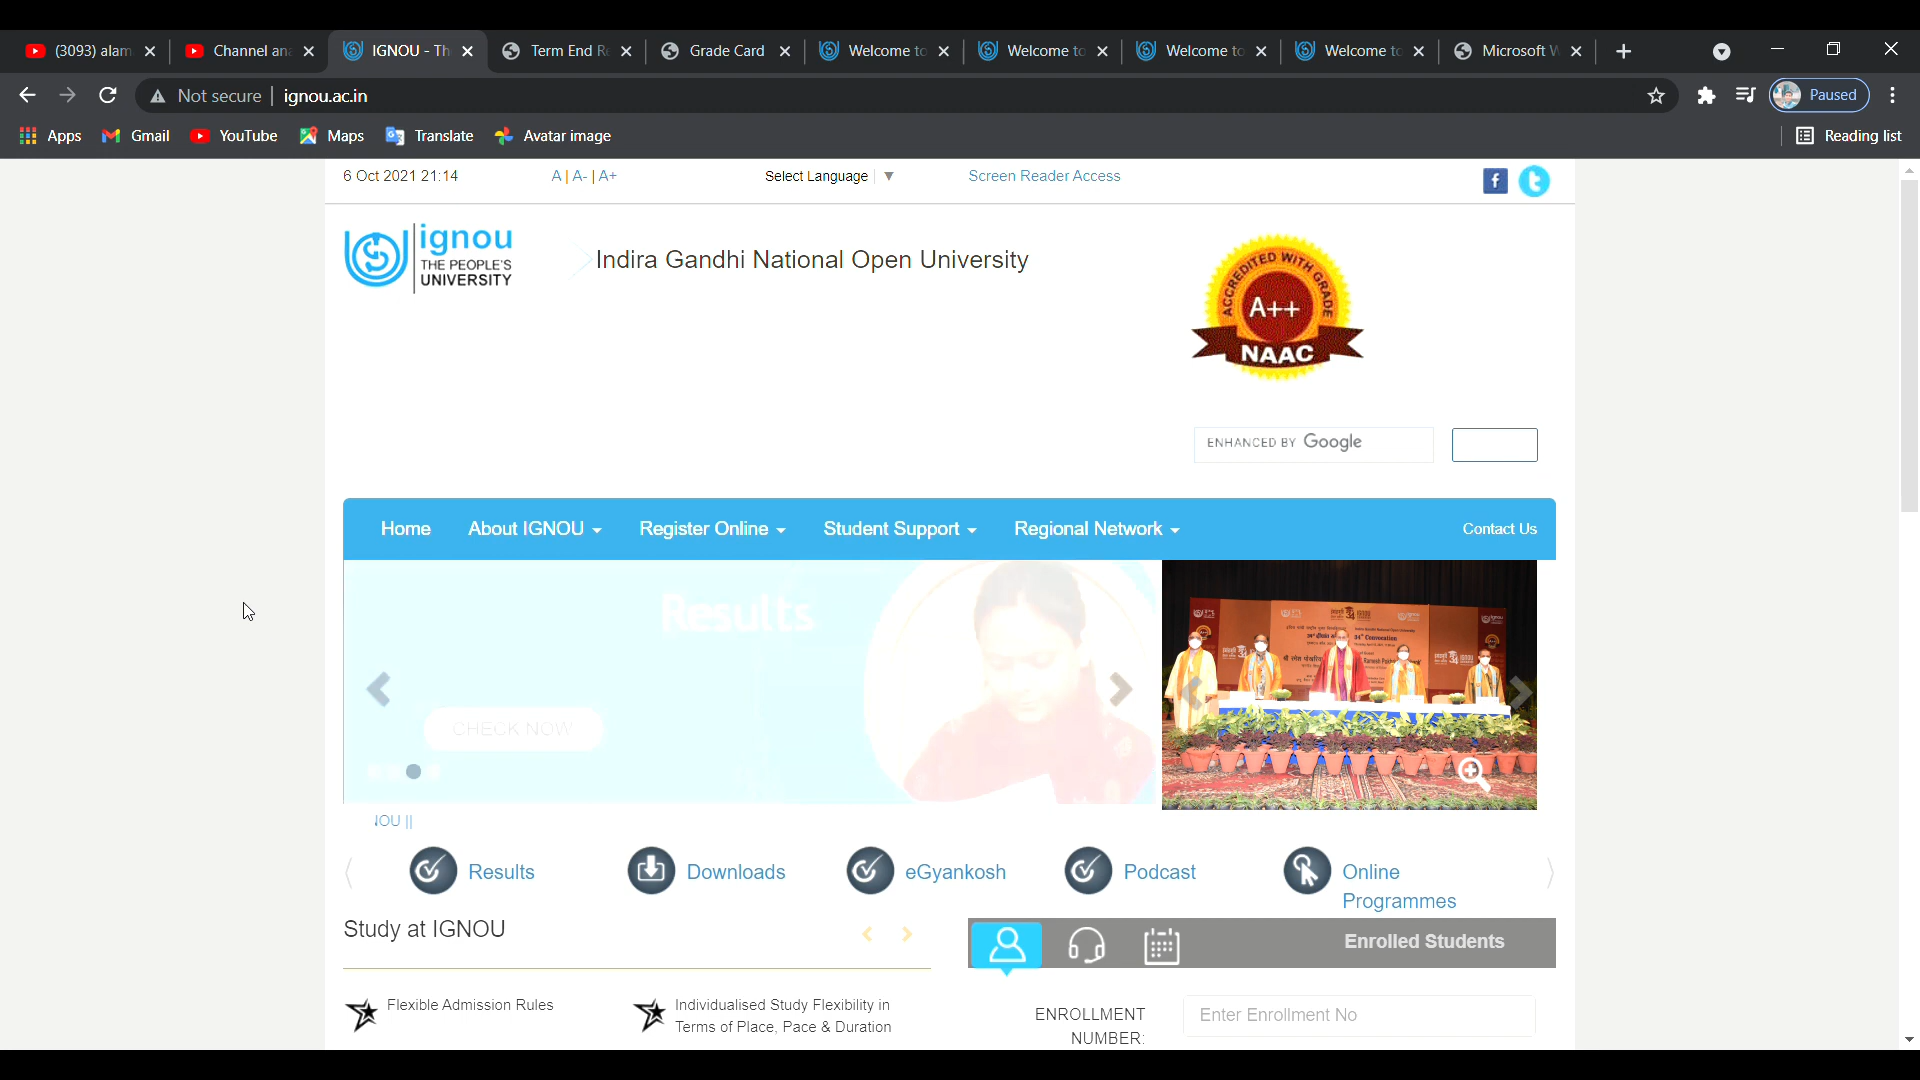 (3093) alam
Channel an
IGNOU - Th
Term End Re
Grade Card
Welcome to
Welcome to
Welcome to
Welcome to
Microsoft W
Not secure
ignou.ac.in
Paused
Apps
Gmail
YouTube
Maps
Translate
Avatar image
Reading list
6 Oct 2021 21:14
A | A- | A+
Select Language ▼
Screen Reader Access
ignou
THE PEOPLE'S
UNIVERSITY
Indira Gandhi National Open University
ACCREDITED WITH GRADE
A++
NAAC
ENHANCED BY Google
Home
About IGNOU
Register Online
Student Support
Regional Network
Contact Us
Results
CHECK NOW
34th Convocation
NOU ||
Results
Downloads
eGyankosh
Podcast
Online
Programmes
Study at IGNOU
Enrolled Students
Flexible Admission Rules
Individualised Study Flexibility in
Terms of Place, Pace & Duration
ENROLLMENT
NUMBER:
Enter Enrollment No